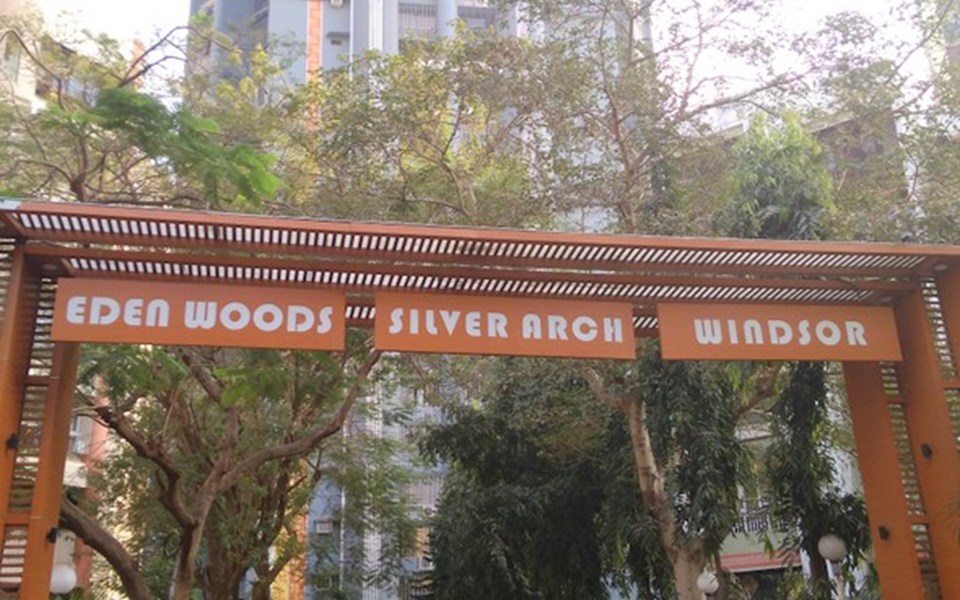 EDEN WOODS
SILVER ARCH
WINDSOR